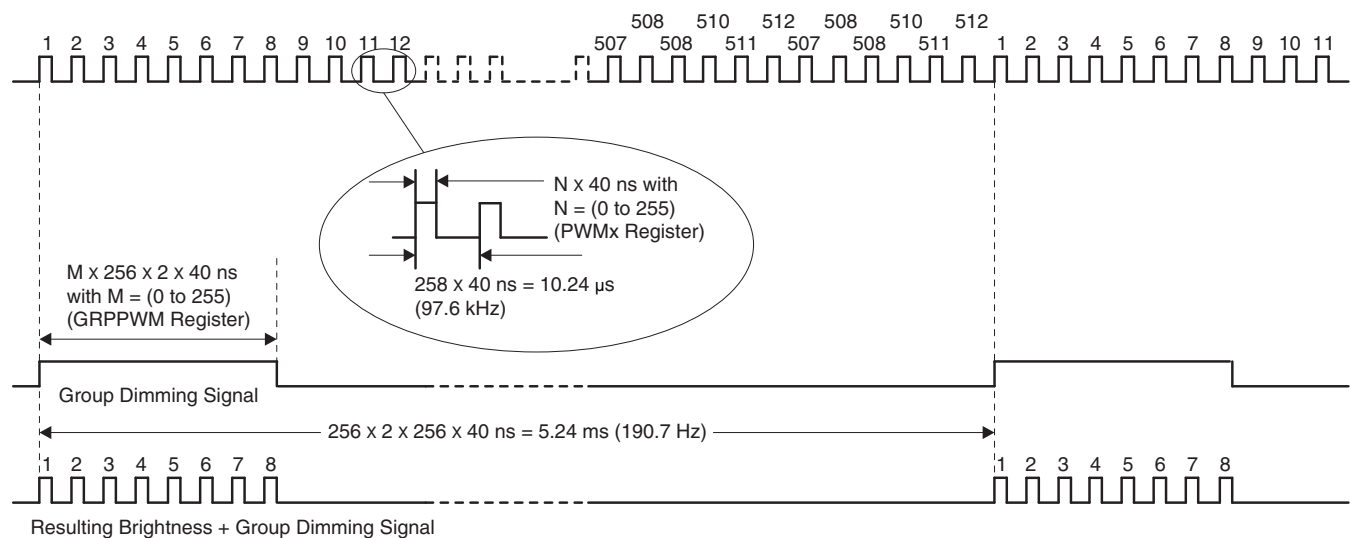 508 510 512 508 510 512
1 2 3 4 5 6 7 8 9 10 11 12 507 508 511 507 508 511 1 2 3 4 5 6 7 8 9 10 11
N x 40 ns with
N = (0 to 255)
(PWMx Register)
258 x 40 ns = 10.24 µs
(97.6 kHz)
M x 256 x 2 x 40 ns
with M = (0 to 255)
(GRPPWM Register)
Group Dimming Signal
256 x 2 x 256 x 40 ns = 5.24 ms (190.7 Hz)
1 2 3 4 5 6 7 8 1 2 3 4 5 6 7 8
Resulting Brightness + Group Dimming Signal